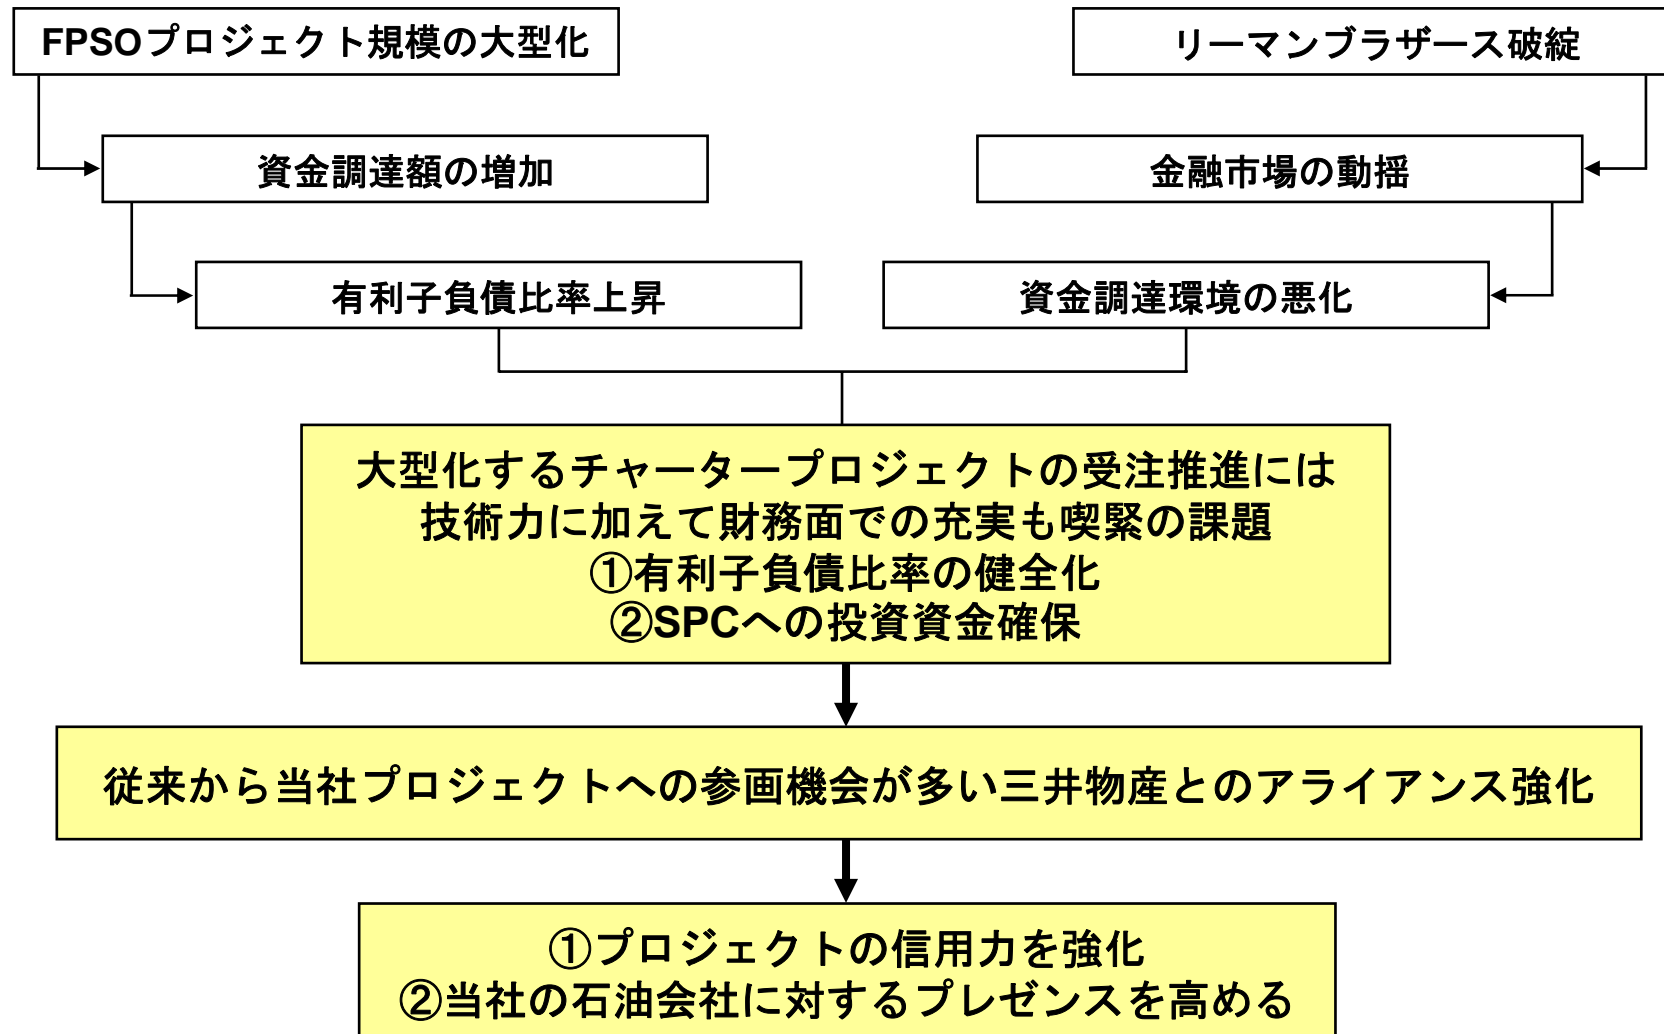 FPSOプロジェクト規模の大型化
リーマンブラザース破綻
資金調達額の増加
金融市場の動揺
有利子負債比率上昇
資金調達環境の悪化
大型化するチャータープロジェクトの受注推進には
技術力に加えて財務面での充実も喫緊の課題
①有利子負債比率の健全化
②SPCへの投資資金確保
従来から当社プロジェクトへの参画機会が多い三井物産とのアライアンス強化
①プロジェクトの信用力を強化
②当社の石油会社に対するプレゼンスを高める